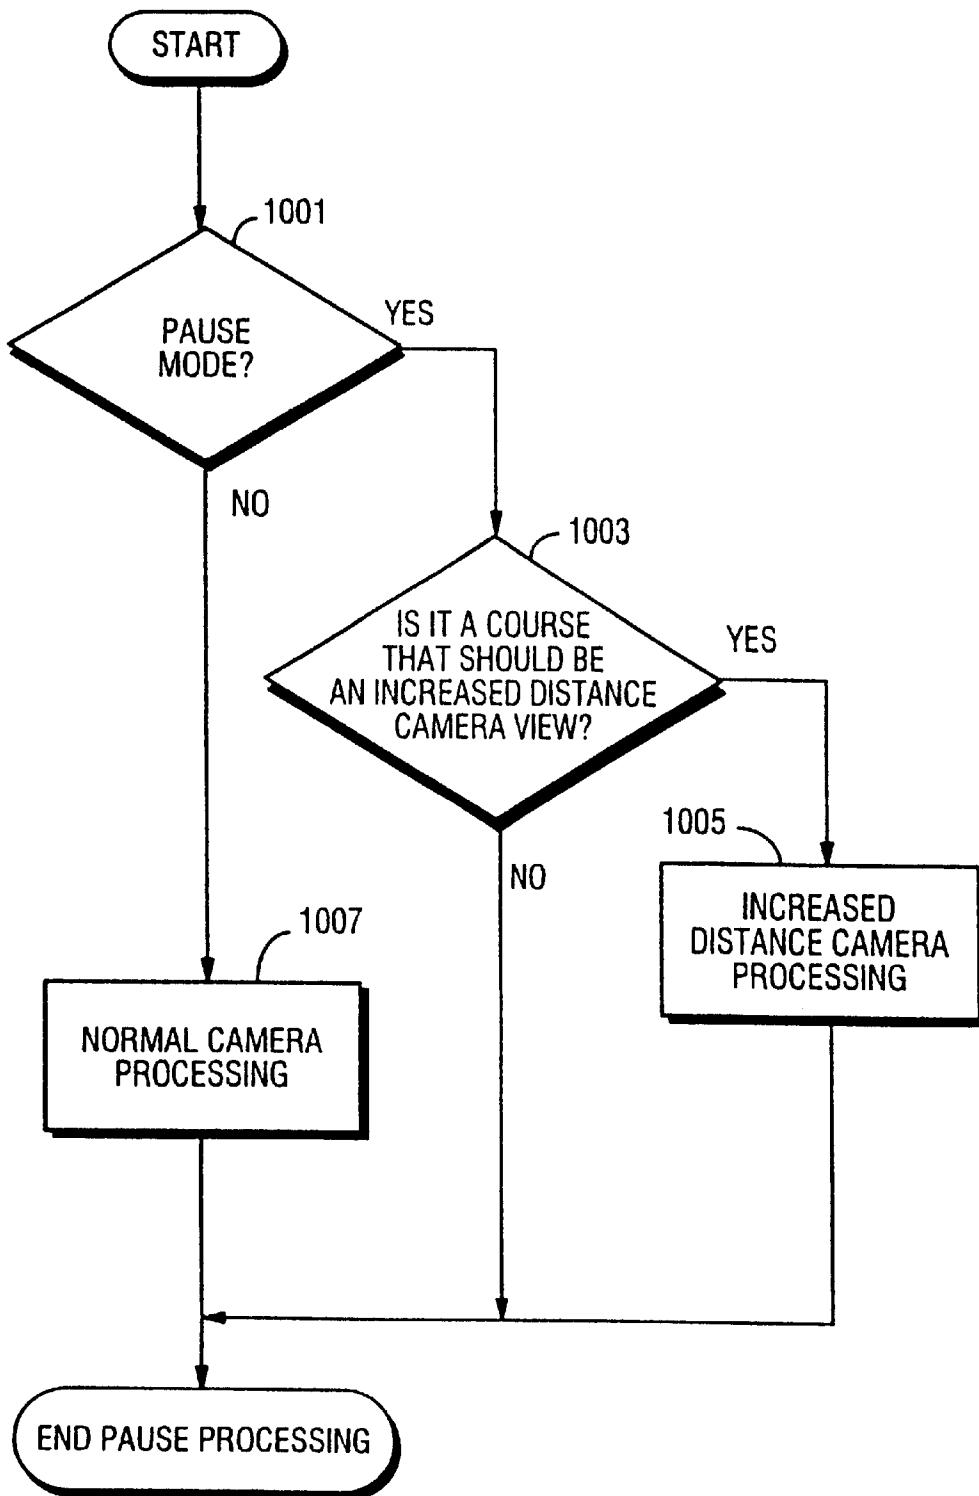 START
1001
PAUSE
MODE?
YES
NO
1003
IS IT A COURSE
THAT SHOULD BE
AN INCREASED DISTANCE
CAMERA VIEW?
YES
NO
1005
INCREASED
DISTANCE CAMERA
PROCESSING
1007
NORMAL CAMERA
PROCESSING
END PAUSE PROCESSING